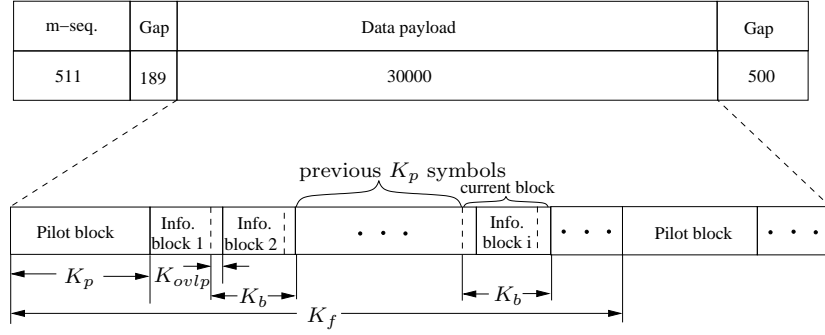 m−seq. Gap Data payload Gap
511 189 30000 500
previous K_p symbols
current block
Pilot block Info. block 1 Info. block 2 · · · Info. block i · · · Pilot block · · ·
K_p K_ovlp K_b K_b
K_f